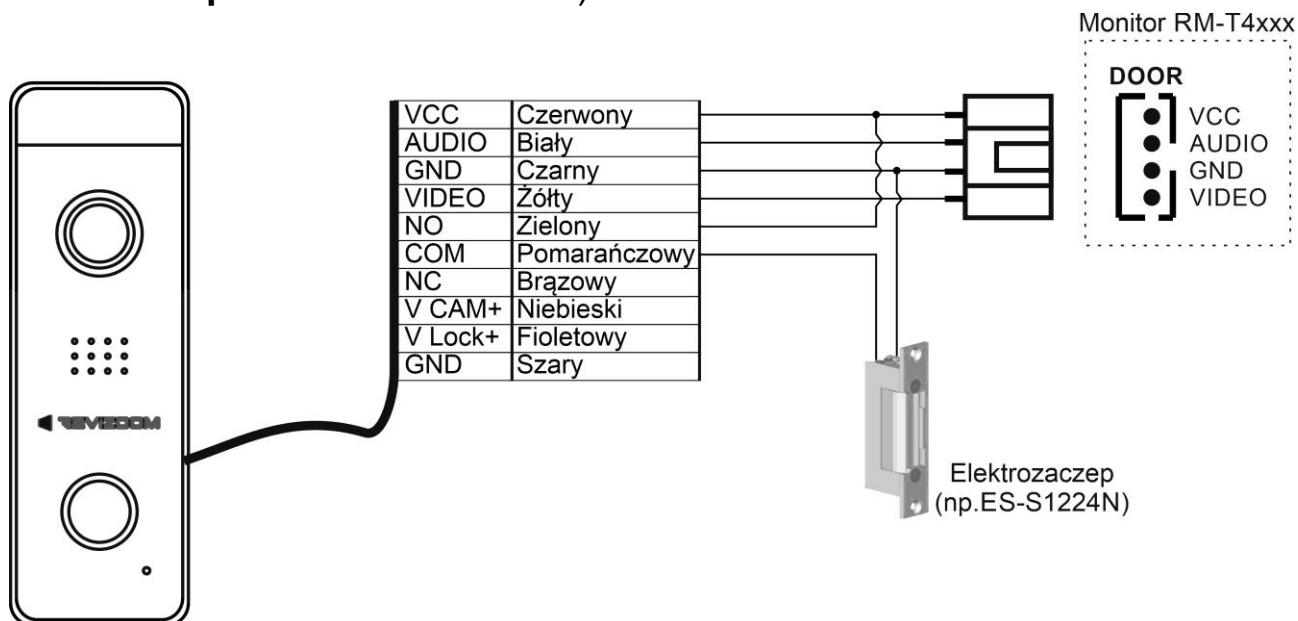 Monitor RM-T4xxx
DOOR
VCC
AUDIO
GND
VIDEO
VCC Czerwony
AUDIO Biały
GND Czarny
VIDEO Żółty
NO Zielony
COM Pomarańczowy
NC Brązowy
V CAM+ Niebieski
V Lock+ Fioletowy
GND Szary
REVIZOOM
Elektrozaczep
(np.ES-S1224N)